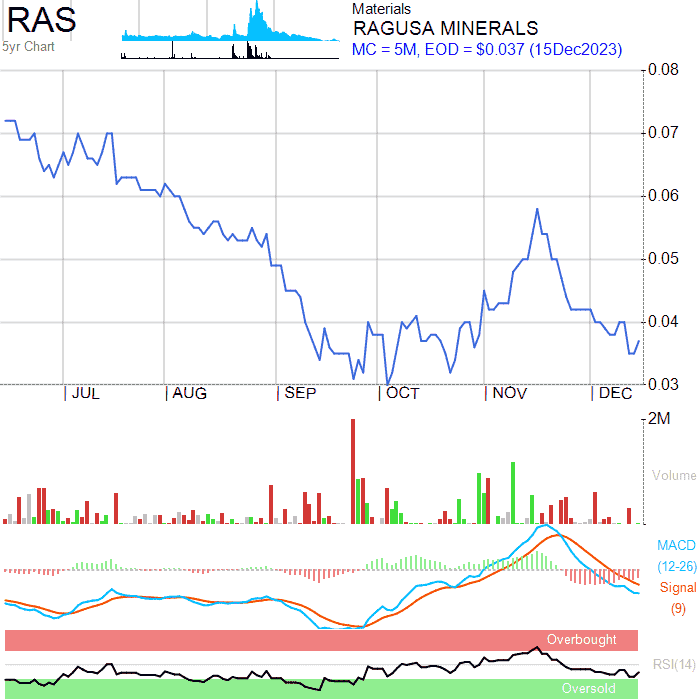 RAS
5yr Chart
Materials
RAGUSA MINERALS
MC = 5M, EOD = $0.037 (15Dec2023)
0.08
0.07
0.06
0.05
0.04
0.03
JUL
AUG
SEP
OCT
NOV
DEC
2M
Volume
MACD
(12-26)
Signal
(9)
Overbought
RSI(14)
Oversold